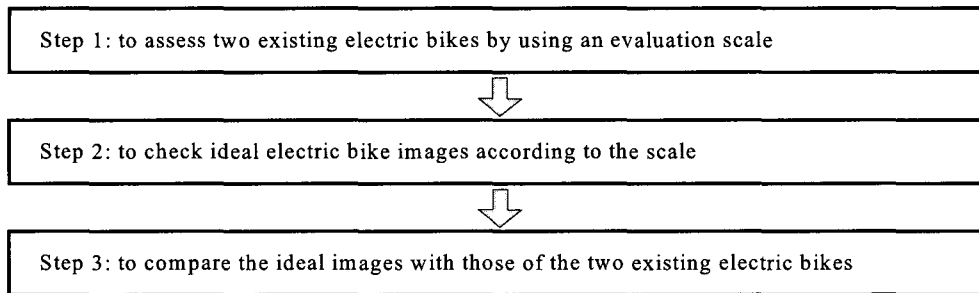 Step 1: to assess two existing electric bikes by using an evaluation scale
Step 2: to check ideal electric bike images according to the scale
Step 3: to compare the ideal images with those of the two existing electric bikes